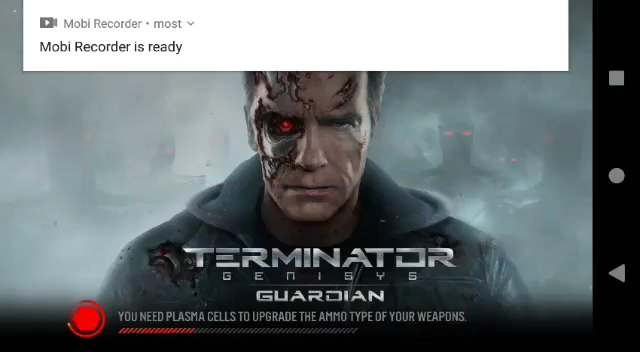 Mobi Recorder • most
Mobi Recorder is ready
TERMINATOR
GENISYS
GUARDIAN
YOU NEED PLASMA CELLS TO UPGRADE THE AMMO TYPE OF YOUR WEAPONS.